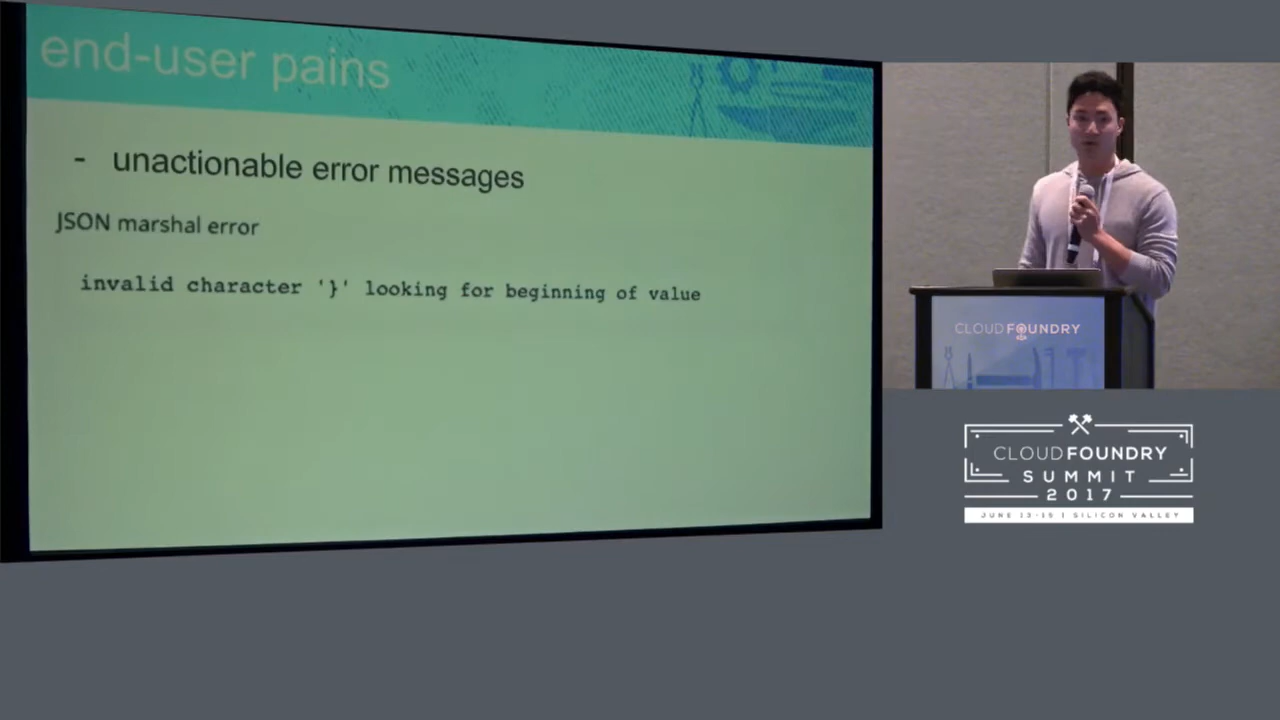 end-user pains
- unactionable error messages
JSON marshal error
invalid character '}' looking for beginning of value
CLOUD FOUNDRY
CLOUD FOUNDRY
SUMMIT
2017
JUNE 13-15 | SILICON VALLEY